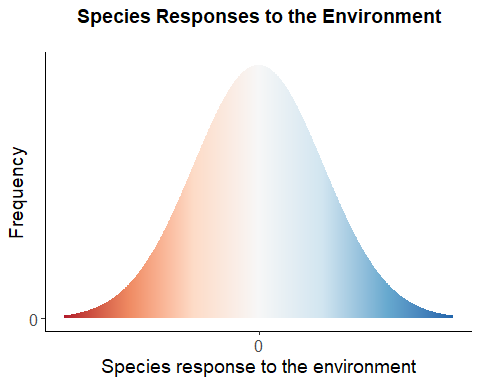 Species Responses to the Environment
Frequency
0
0
Species response to the environment